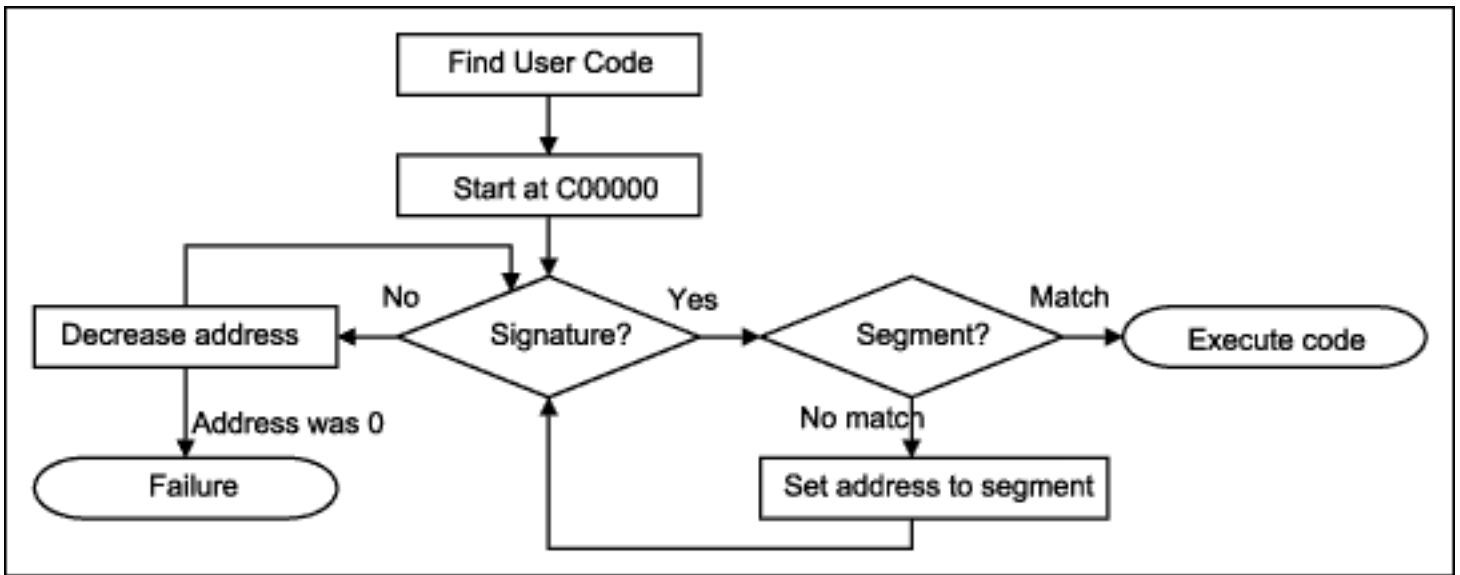 Find User Code
Start at C00000
No
Yes
Match
Decrease address
Signature?
Segment?
Execute code
Address was 0
No match
Failure
Set address to segment